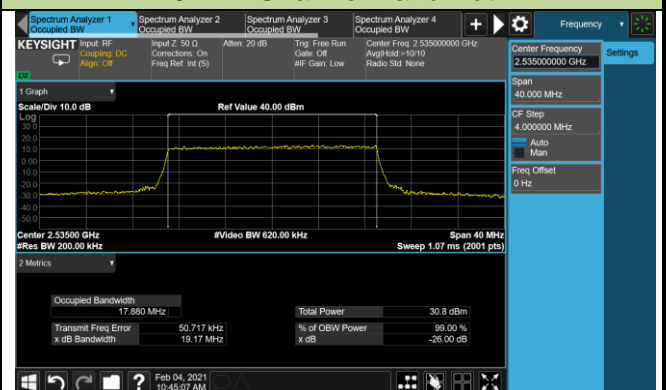 Spectrum Analyzer 1
Occupied BW
Spectrum Analyzer 2
Occupied BW
Spectrum Analyzer 3
Occupied BW
Spectrum Analyzer 4
Occupied BW
Frequency
KEYSIGHT
Input: RF
Coupling: DC
Align: Off
Input Z: 50 Ω
Corrections: On
Freq Ref: Int (S)
Atten: 20 dB
Trig: Free Run
Gate: Off
#IF Gain: Low
Center Freq: 2.535000000 GHz
Avg|Hold:>10/10
Radio Std: None
LXI
Center Frequency
2.535000000 GHz
Settings
Span
40.000 MHz
CF Step
4.000000 MHz
Auto
Man
Freq Offset
0 Hz
1 Graph
Scale/Div 10.0 dB
Ref Value 40.00 dBm
Log
30.0
20.0
10.0
0.00
-10.0
-20.0
-30.0
-40.0
-50.0
Center 2.53500 GHz
#Video BW 620.00 kHz
Span 40 MHz
#Res BW 200.00 kHz
Sweep 1.07 ms (2001 pts)
2 Metrics
Occupied Bandwidth
17.880 MHz
Total Power 30.8 dBm
Transmit Freq Error 50.717 kHz
% of OBW Power 99.00 %
x dB Bandwidth 19.17 MHz
x dB -26.00 dB
Feb 04, 2021
10:45:07 AM